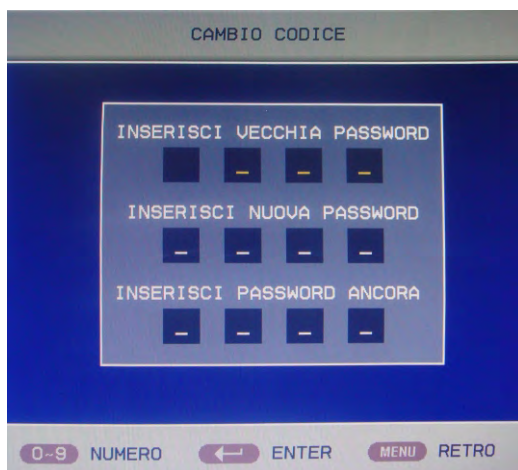 CAMBIO CODICE
INSERISCI VECCHIA PASSWORD
_ _ _
INSERISCI NUOVA PASSWORD
_ _ _ _
INSERISCI PASSWORD ANCORA
_ _ _ _
0~9 NUMERO ENTER MENU RETRO